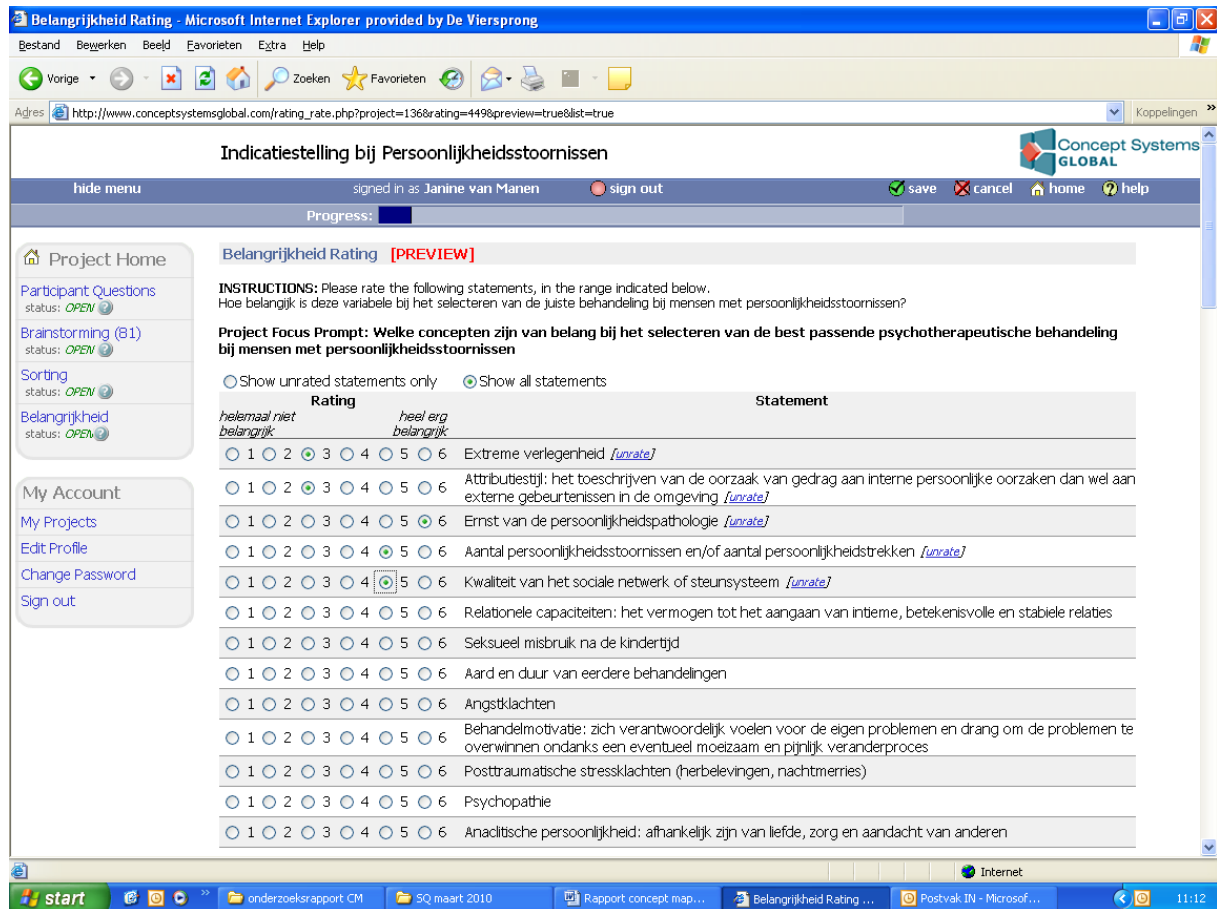 Belangrijkheid Rating - Microsoft Internet Explorer provided by De Viersprong
Bestand Bewerken Beeld Favorieten Extra Help
Vorige Zoeken Favorieten
Adres http://www.conceptsystemsglobal.com/rating_rate.php?project=136&rating=449&preview=true&list=true Koppelingen »
Indicatiestelling bij Persoonlijkheidsstoornissen
Concept Systems
GLOBAL
hide menu signed in as Janine van Manen sign out save cancel home help
Progress:
Project Home
Participant Questions
status: OPEN ?
Brainstorming (81)
status: OPEN ?
Sorting
status: OPEN ?
Belangrijkheid
status: OPEN ?
My Account
My Projects
Edit Profile
Change Password
Sign out
Belangrijkheid Rating [PREVIEW]
INSTRUCTIONS: Please rate the following statements, in the range indicated below.
Hoe belangijk is deze variabele bij het selecteren van de juiste behandeling bij mensen met persoonlijkheidsstoornissen?
Project Focus Prompt: Welke concepten zijn van belang bij het selecteren van de best passende psychotherapeutische behandeling
bij mensen met persoonlijkheidsstoornissen
Show unrated statements only Show all statements
Rating Statement
helemaal niet heel erg
belangrijk belangrijk
1 2 3 4 5 6 Extreme verlegenheid [unrate]
1 2 3 4 5 6 Attributiestijl: het toeschrijven van de oorzaak van gedrag aan interne persoonlijke oorzaken dan wel aan
externe gebeurtenissen in de omgeving [unrate]
1 2 3 4 5 6 Ernst van de persoonlijkheidspathologie [unrate]
1 2 3 4 5 6 Aantal persoonlijkheidsstoornissen en/of aantal persoonlijkheidstrekken [unrate]
1 2 3 4 5 6 Kwaliteit van het sociale netwerk of steunsysteem [unrate]
1 2 3 4 5 6 Relationele capaciteiten: het vermogen tot het aangaan van intieme, betekenisvolle en stabiele relaties
1 2 3 4 5 6 Seksueel misbruik na de kindertijd
1 2 3 4 5 6 Aard en duur van eerdere behandelingen
1 2 3 4 5 6 Angstklachten
1 2 3 4 5 6 Behandelmotivatie: zich verantwoordelijk voelen voor de eigen problemen en drang om de problemen te
overwinnen ondanks een eventueel moeizaam en pijnlijk veranderproces
1 2 3 4 5 6 Posttraumatische stressklachten (herbelevingen, nachtmerries)
1 2 3 4 5 6 Psychopathie
1 2 3 4 5 6 Anaclitische persoonlijkheid: afhankelijk zijn van liefde, zorg en aandacht van anderen
Internet
start » onderzoeksrapport CM SQ maart 2010 Rapport concept map... Belangrijkheid Rating ... Postvak IN - Microsof... 11:12